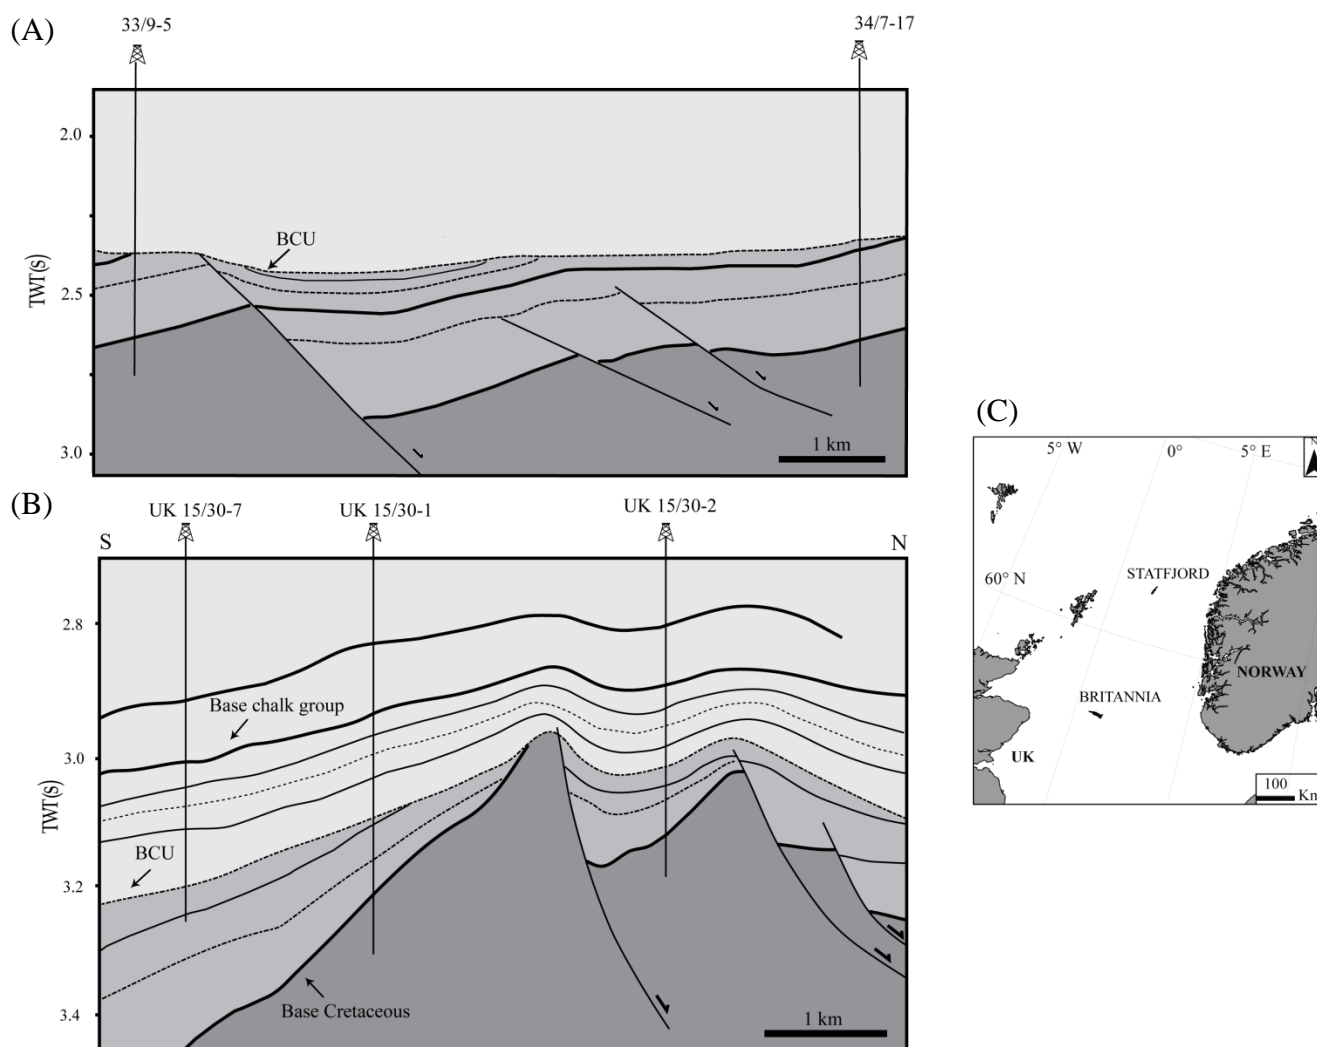 (A)
33/9-5
34/7-17
2.0
2.5
3.0
TWT(S)
BCU
1 km
(B)
UK 15/30-7
UK 15/30-1
UK 15/30-2
S
N
2.8
3.0
3.2
3.4
TWT(S)
Base chalk group
BCU
Base Cretaceous
1 km
(C)
5° W
0°
5° E
N
60° N
STATFJORD
NORWAY
BRITANNIA
UK
100
Km